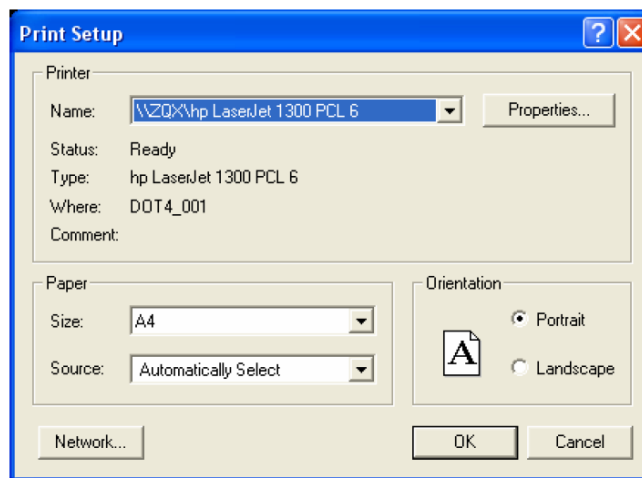 Print Setup
Printer
Name: \\ZQX\hp LaserJet 1300 PCL 6 Properties...
Status: Ready
Type: hp LaserJet 1300 PCL 6
Where: DOT4_001
Comment:
Paper
Size: A4
Source: Automatically Select
Orientation
A
Portrait
Landscape
Network... OK Cancel